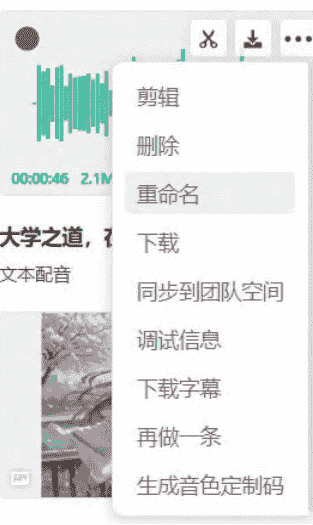 剪辑
删除
00:00:46 2.1M
重命名
大学之道，在
下载
文本配音
同步到团队空间
调试信息
下载字幕
再做一条
生成音色定制码